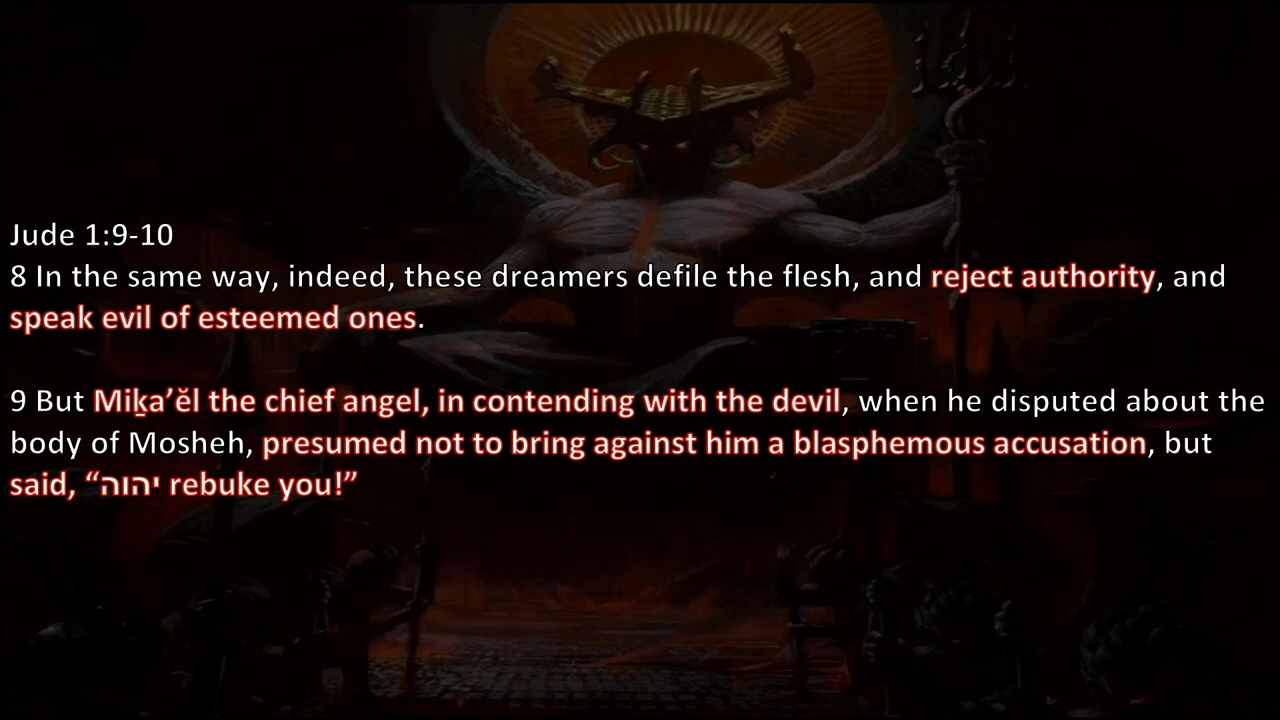 Jude 1:9-10
8 In the same way, indeed, these dreamers defile the flesh, and reject authority, and
speak evil of esteemed ones.
9 But Miḵa’ĕl the chief angel, in contending with the devil, when he disputed about the
body of Mosheh, presumed not to bring against him a blasphemous accusation, but
said, “יהוה rebuke you!”